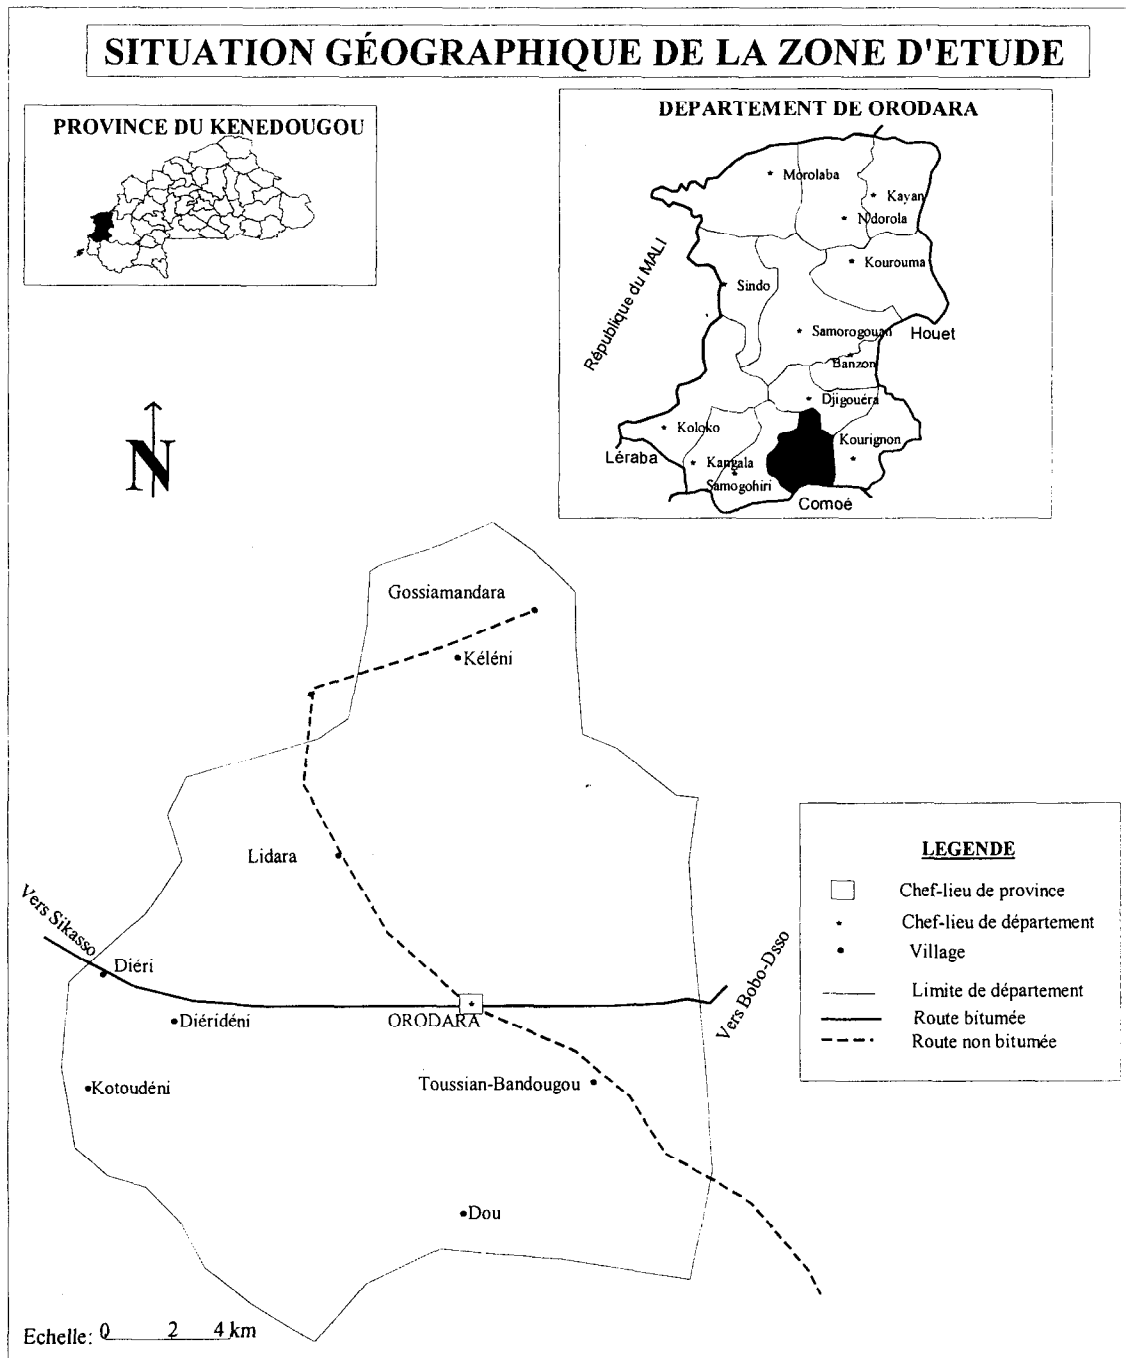 SITUATION GÉOGRAPHIQUE DE LA ZONE D'ETUDE
PROVINCE DU KENEDOUGOU
DEPARTEMENT DE ORODARA
Morolaba
Kayan
N'dorola
République du MALI
Kourouma
Sindo
Samorogouan
Houet
Banzon
Djigouéra
Koloko
Kourignon
Léraba
Kangala
Samogohiri
Comoé
N
Gossiamandara
Kéléni
Lidara
Vers Sikasso
Diéri
Diéridéni
ORODARA
Vers Bobo-Dsso
Kotoudéni
Toussian-Bandougou
Dou
LEGENDE
Chef-lieu de province
Chef-lieu de département
Village
Limite de département
Route bitumée
Route non bitumée
Echelle: 0 2 4 km